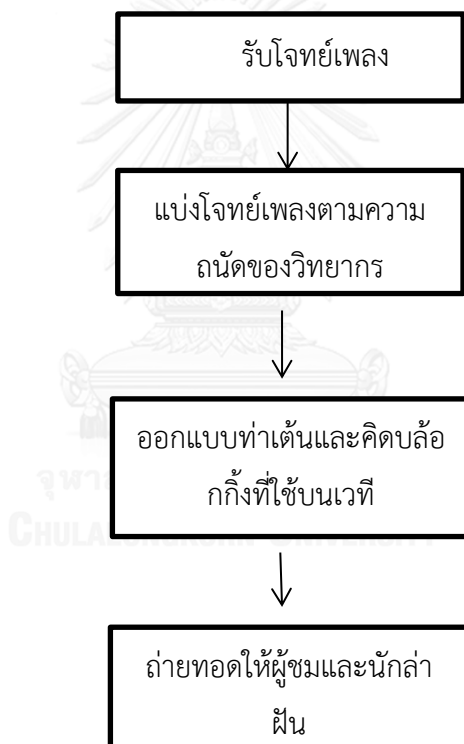 รับโจทย์เพลง
แบ่งโจทย์เพลงตามความ
ถนัดของวิทยากร
ออกแบบท่าเต้นและคิดบล้อ
กกิ้งที่ใช้บนเวที
CHULALONGKORN UNIVERSITY
ถ่ายทอดให้ผู้ชมและนักล่า
ฝัน